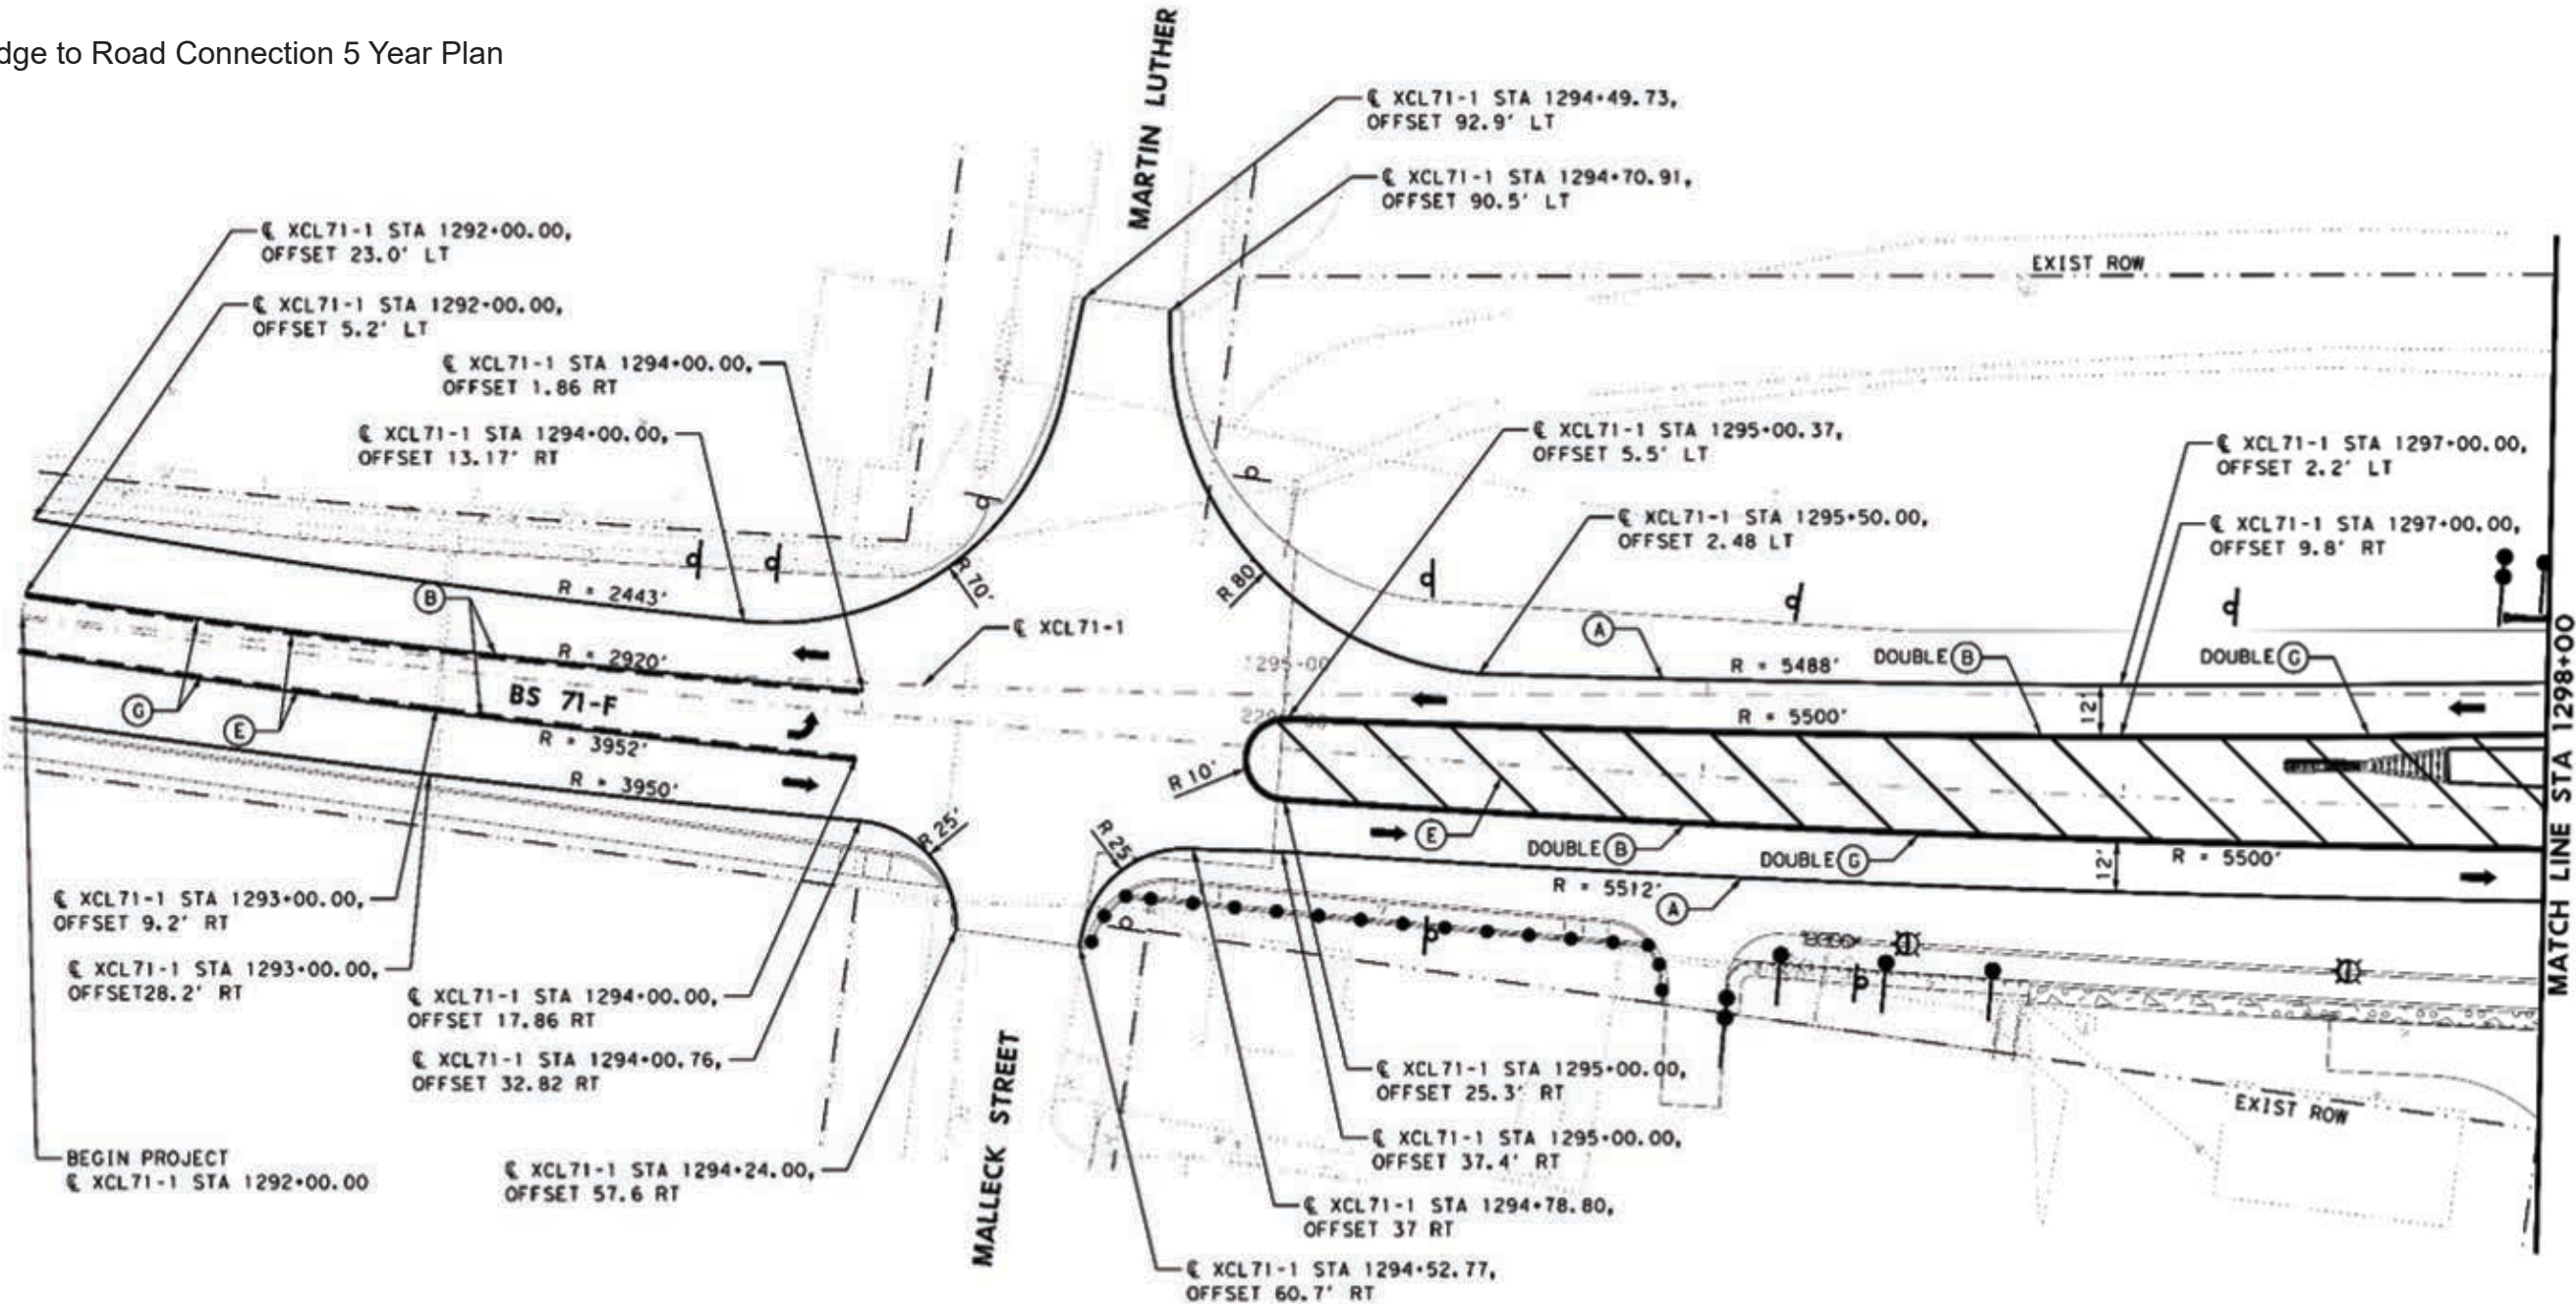 dge to Road Connection 5 Year Plan
MARTIN LUTHER
℄ XCL71-1 STA 1294+49.73,
OFFSET 92.9' LT
℄ XCL71-1 STA 1294+70.91,
OFFSET 90.5' LT
℄ XCL71-1 STA 1292+00.00,
OFFSET 23.0' LT
℄ XCL71-1 STA 1292+00.00,
OFFSET 5.2' LT
℄ XCL71-1 STA 1294+00.00,
OFFSET 1.86 RT
℄ XCL71-1 STA 1294+00.00,
OFFSET 13.17' RT
EXIST ROW
℄ XCL71-1 STA 1295+00.37,
OFFSET 5.5' LT
℄ XCL71-1 STA 1295+50.00,
OFFSET 2.48 LT
℄ XCL71-1 STA 1297+00.00,
OFFSET 2.2' LT
℄ XCL71-1 STA 1297+00.00,
OFFSET 9.8' RT
R = 2443'
B
R 70'
R 80'
℄ XCL71-1
A
R = 2920'
1295+00
R = 5488'
DOUBLE B
DOUBLE G
BS 71-F
G
E
R = 3952'
R = 3950'
R = 5500'
12'
R 10'
R 25'
R 25'
E
DOUBLE B
DOUBLE G
12'
R = 5500'
R = 5512'
A
MATCH LINE STA 1298+00
℄ XCL71-1 STA 1293+00.00,
OFFSET 9.2' RT
℄ XCL71-1 STA 1293+00.00,
OFFSET28.2' RT
℄ XCL71-1 STA 1294+00.00,
OFFSET 17.86 RT
℄ XCL71-1 STA 1294+00.76,
OFFSET 32.82 RT
BEGIN PROJECT
℄ XCL71-1 STA 1292+00.00
℄ XCL71-1 STA 1294+24.00,
OFFSET 57.6 RT
MALLECK STREET
℄ XCL71-1 STA 1295+00.00,
OFFSET 25.3' RT
℄ XCL71-1 STA 1295+00.00,
OFFSET 37.4' RT
℄ XCL71-1 STA 1294+78.80,
OFFSET 37 RT
℄ XCL71-1 STA 1294+52.77,
OFFSET 60.7' RT
EXIST ROW